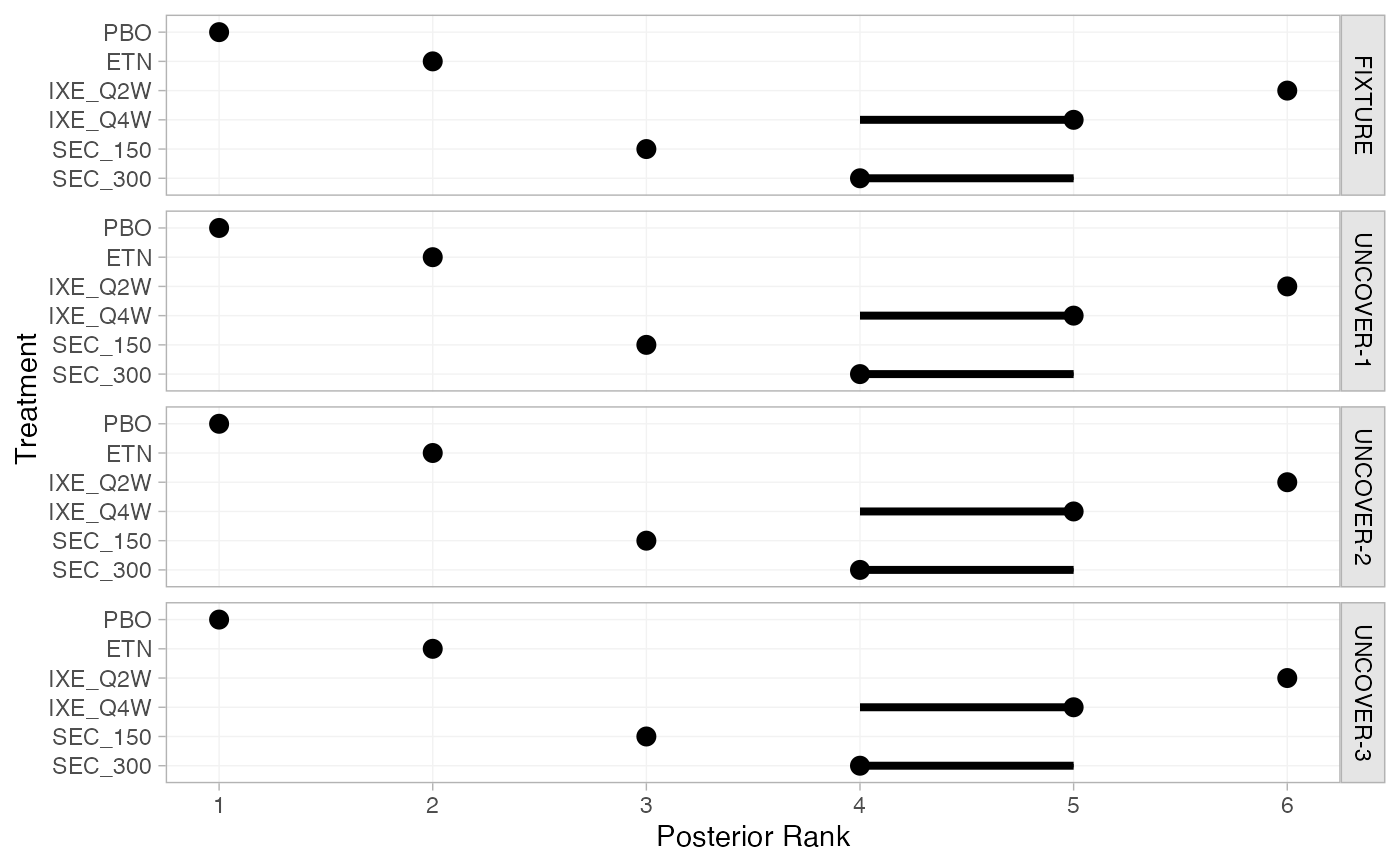 PBO
ETN
IXE_Q2W
IXE_Q4W
SEC_150
SEC_300
FIXTURE
PBO
ETN
IXE_Q2W
IXE_Q4W
SEC_150
SEC_300
UNCOVER-1
PBO
ETN
IXE_Q2W
IXE_Q4W
SEC_150
SEC_300
UNCOVER-2
PBO
ETN
IXE_Q2W
IXE_Q4W
SEC_150
SEC_300
UNCOVER-3
Treatment
1 2 3 4 5 6
Posterior Rank